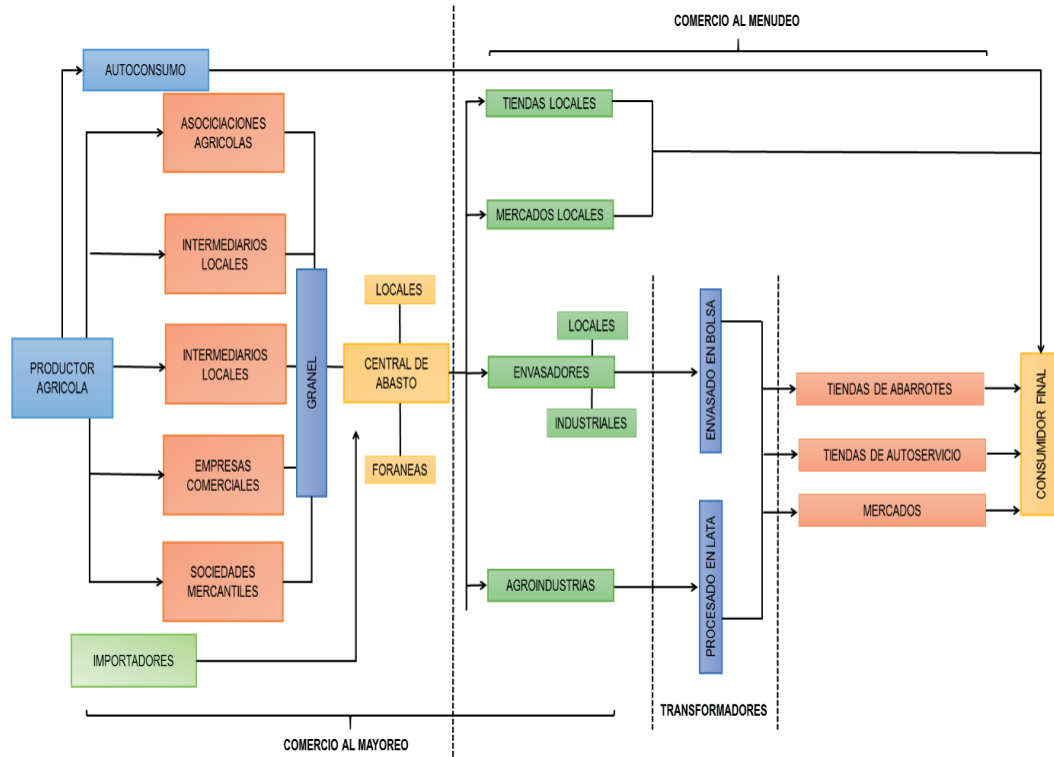 COMERCIO AL MENUDEO
AUTOCONSUMO
ASOCICIACIONES
AGRICOLAS
INTERMEDIARIOS
LOCALES
INTERMEDIARIOS
LOCALES
EMPRESAS
COMERCIALES
SOCIEDADES
MERCANTILES
PRODUCTOR
AGRICOLA
IMPORTADORES
GRANEL
LOCALES
CENTRAL DE
ABASTO
FORANEAS
TIENDAS LOCALES
MERCADOS LOCALES
LOCALES
ENVASADORES
INDUSTRIALES
AGROINDUSTRIAS
ENVASADO EN BOLSA
PROCESADO EN LATA
TIENDAS DE ABARROTES
TIENDAS DE AUTOSERVICIO
MERCADOS
CONSUMIDOR FINAL
TRANSFORMADORES
COMERCIO AL MAYOREO